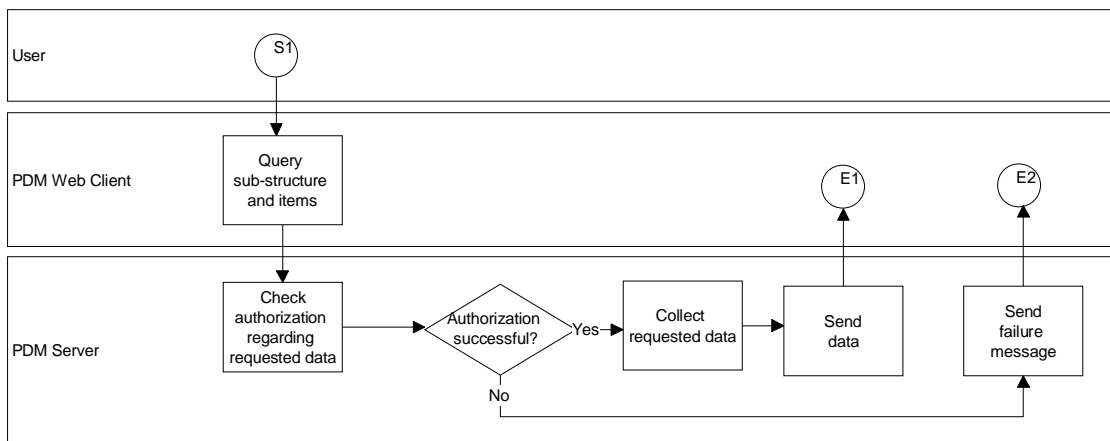 User
S1
PDM Web Client
Query
sub-structure
and items
E1
E2
PDM Server
Check
authorization
regarding
requested data
Authorization
successful?
Yes
No
Collect
requested data
Send
data
Send
failure
message